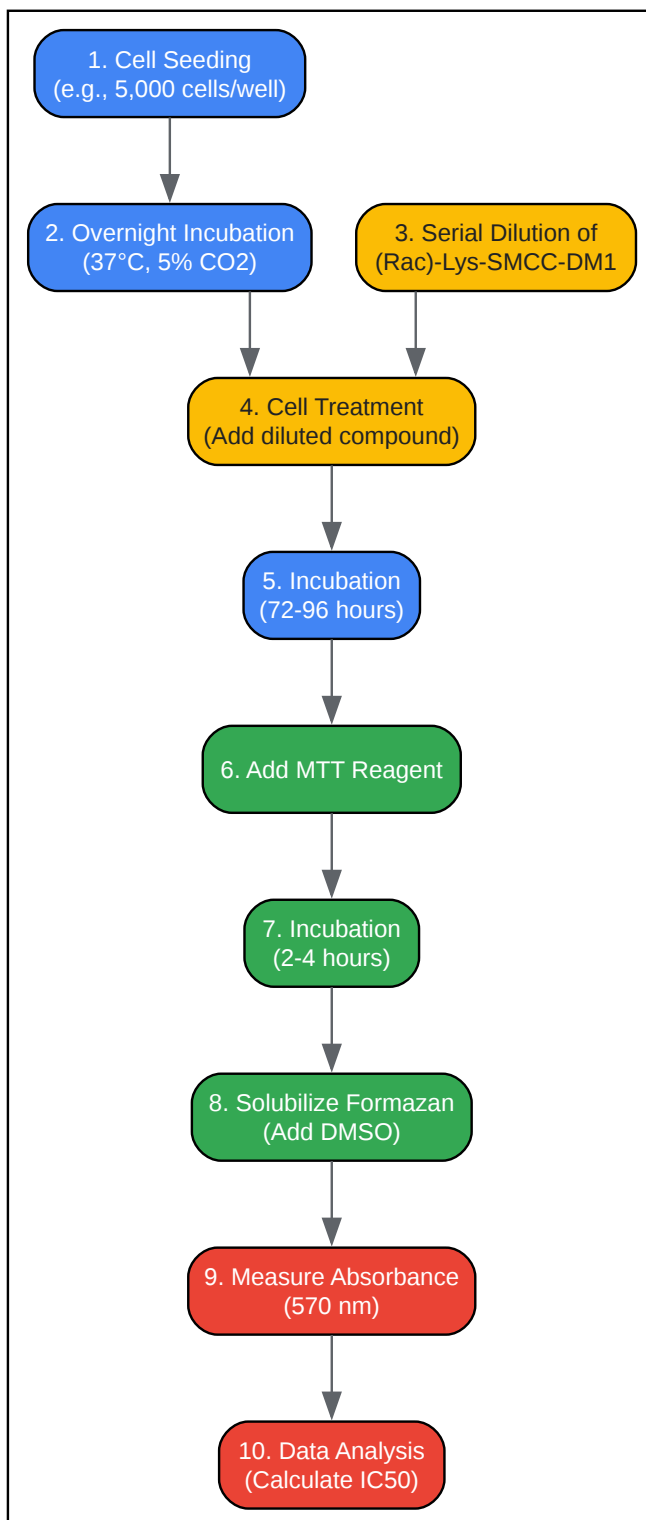 1. Cell Seeding
(e.g., 5,000 cells/well)
2. Overnight Incubation
(37°C, 5% CO2)
3. Serial Dilution of
(Rac)-Lys-SMCC-DM1
4. Cell Treatment
(Add diluted compound)
5. Incubation
(72-96 hours)
6. Add MTT Reagent
7. Incubation
(2-4 hours)
8. Solubilize Formazan
(Add DMSO)
9. Measure Absorbance
(570 nm)
10. Data Analysis
(Calculate IC50)